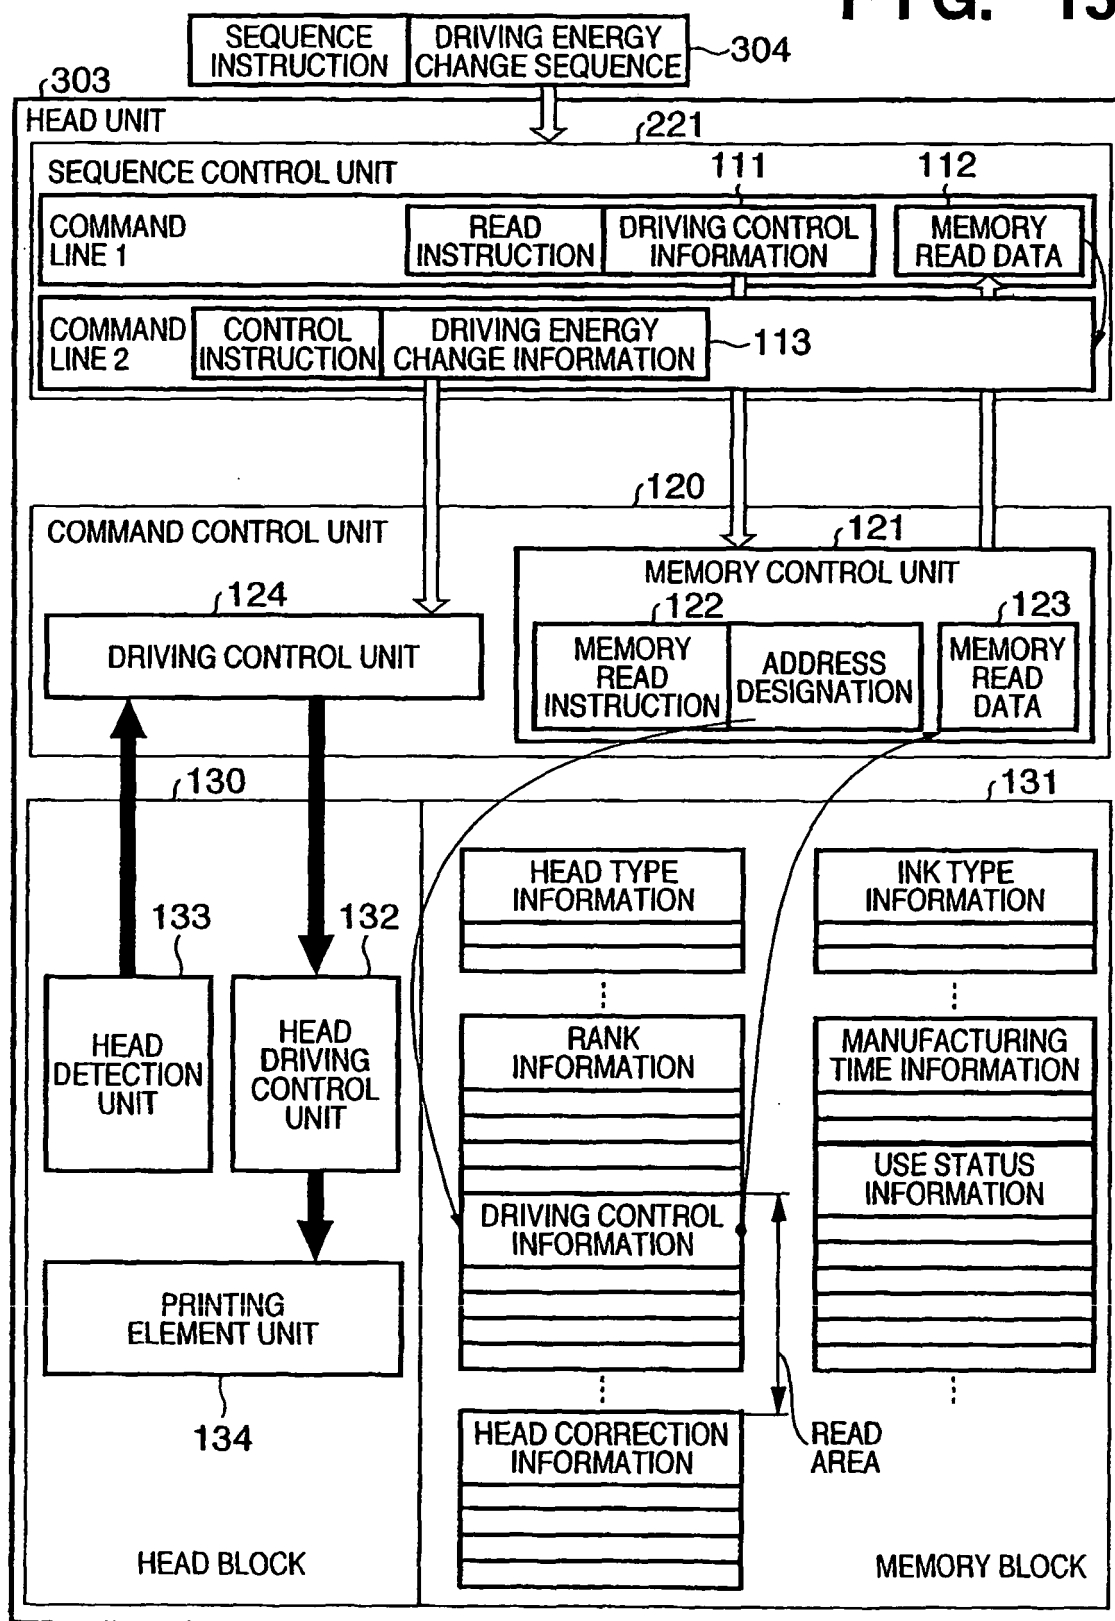 FIG. 13
SEQUENCE
INSTRUCTION
DRIVING ENERGY
CHANGE SEQUENCE
304
303
HEAD UNIT
221
SEQUENCE CONTROL UNIT
111
112
COMMAND
LINE 1
READ
INSTRUCTION
DRIVING CONTROL
INFORMATION
MEMORY
READ DATA
COMMAND
LINE 2
CONTROL
INSTRUCTION
DRIVING ENERGY
CHANGE INFORMATION
113
120
COMMAND CONTROL UNIT
121
MEMORY CONTROL UNIT
124
122
123
DRIVING CONTROL UNIT
MEMORY
READ
INSTRUCTION
ADDRESS
DESIGNATION
MEMORY
READ
DATA
130
131
HEAD TYPE
INFORMATION
INK TYPE
INFORMATION
133
132
HEAD
DETECTION
UNIT
HEAD
DRIVING
CONTROL
UNIT
RANK
INFORMATION
MANUFACTURING
TIME INFORMATION
USE STATUS
INFORMATION
DRIVING CONTROL
INFORMATION
PRINTING
ELEMENT UNIT
134
HEAD CORRECTION
INFORMATION
READ
AREA
HEAD BLOCK
MEMORY BLOCK